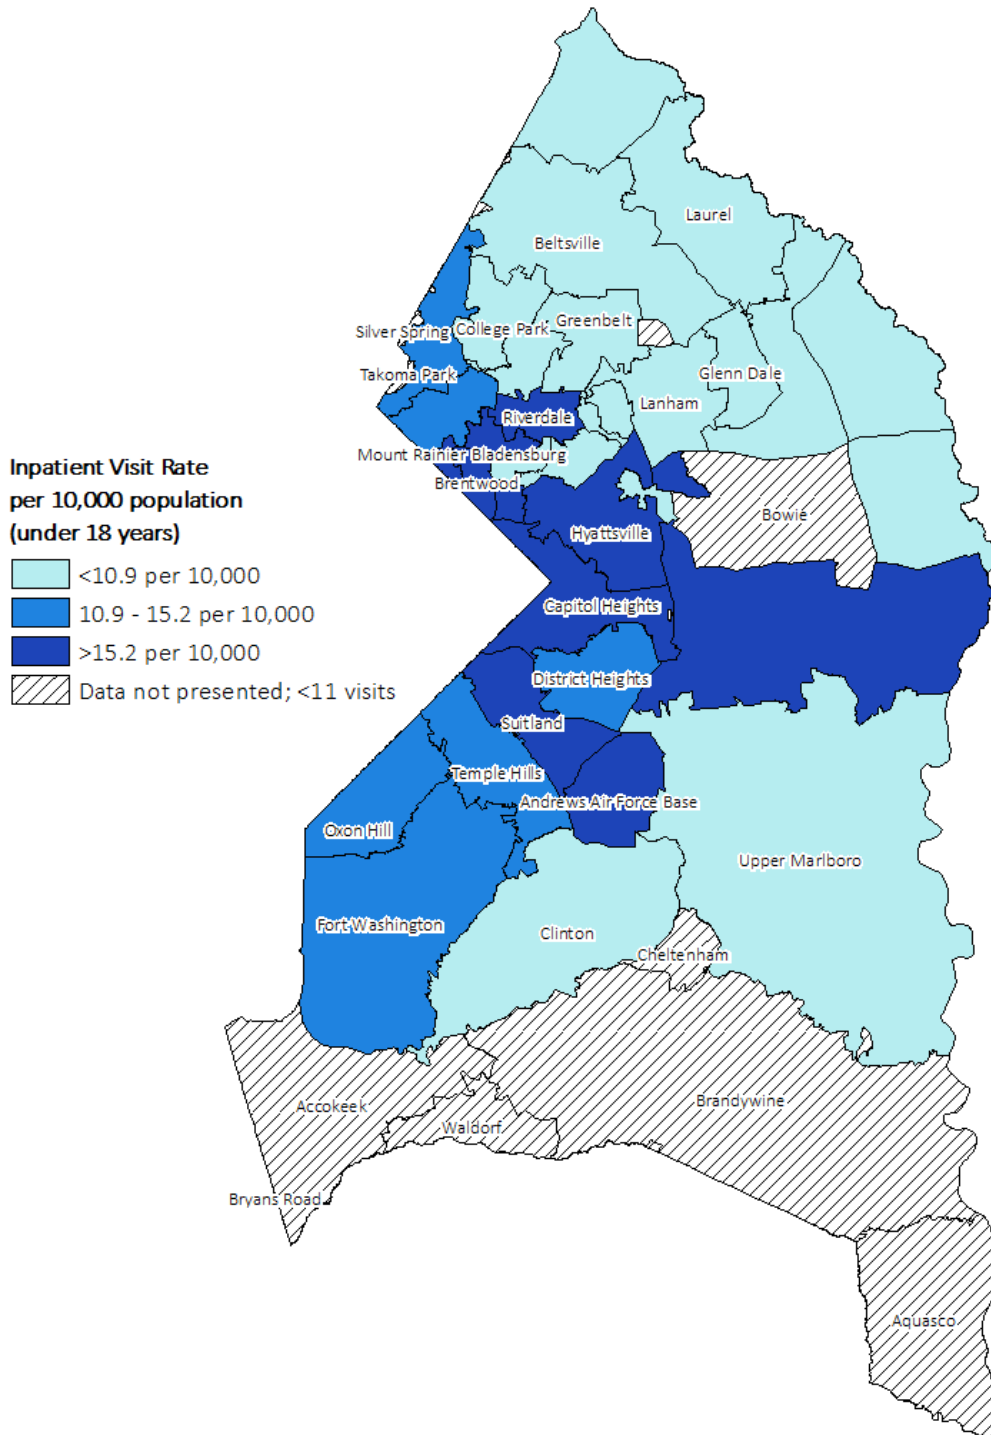 Laurel
Beltsville
Silver Spring
College Park
Greenbelt
Takoma Park
Glenn Dale
Lanham
Riverdale
Mount Rainier
Bladensburg
Brentwood
Bowie
Hyattsville
Inpatient Visit Rate
per 10,000 population
(under 18 years)
<10.9 per 10,000
10.9 - 15.2 per 10,000
>15.2 per 10,000
Data not presented; <11 visits
Capitol Heights
District Heights
Suitland
Temple Hills
Andrews Air Force Base
Oxon Hill
Upper Marlboro
Fort Washington
Clinton
Cheltenham
Accokeek
Brandywine
Waldorf
Bryans Road
Aquasco